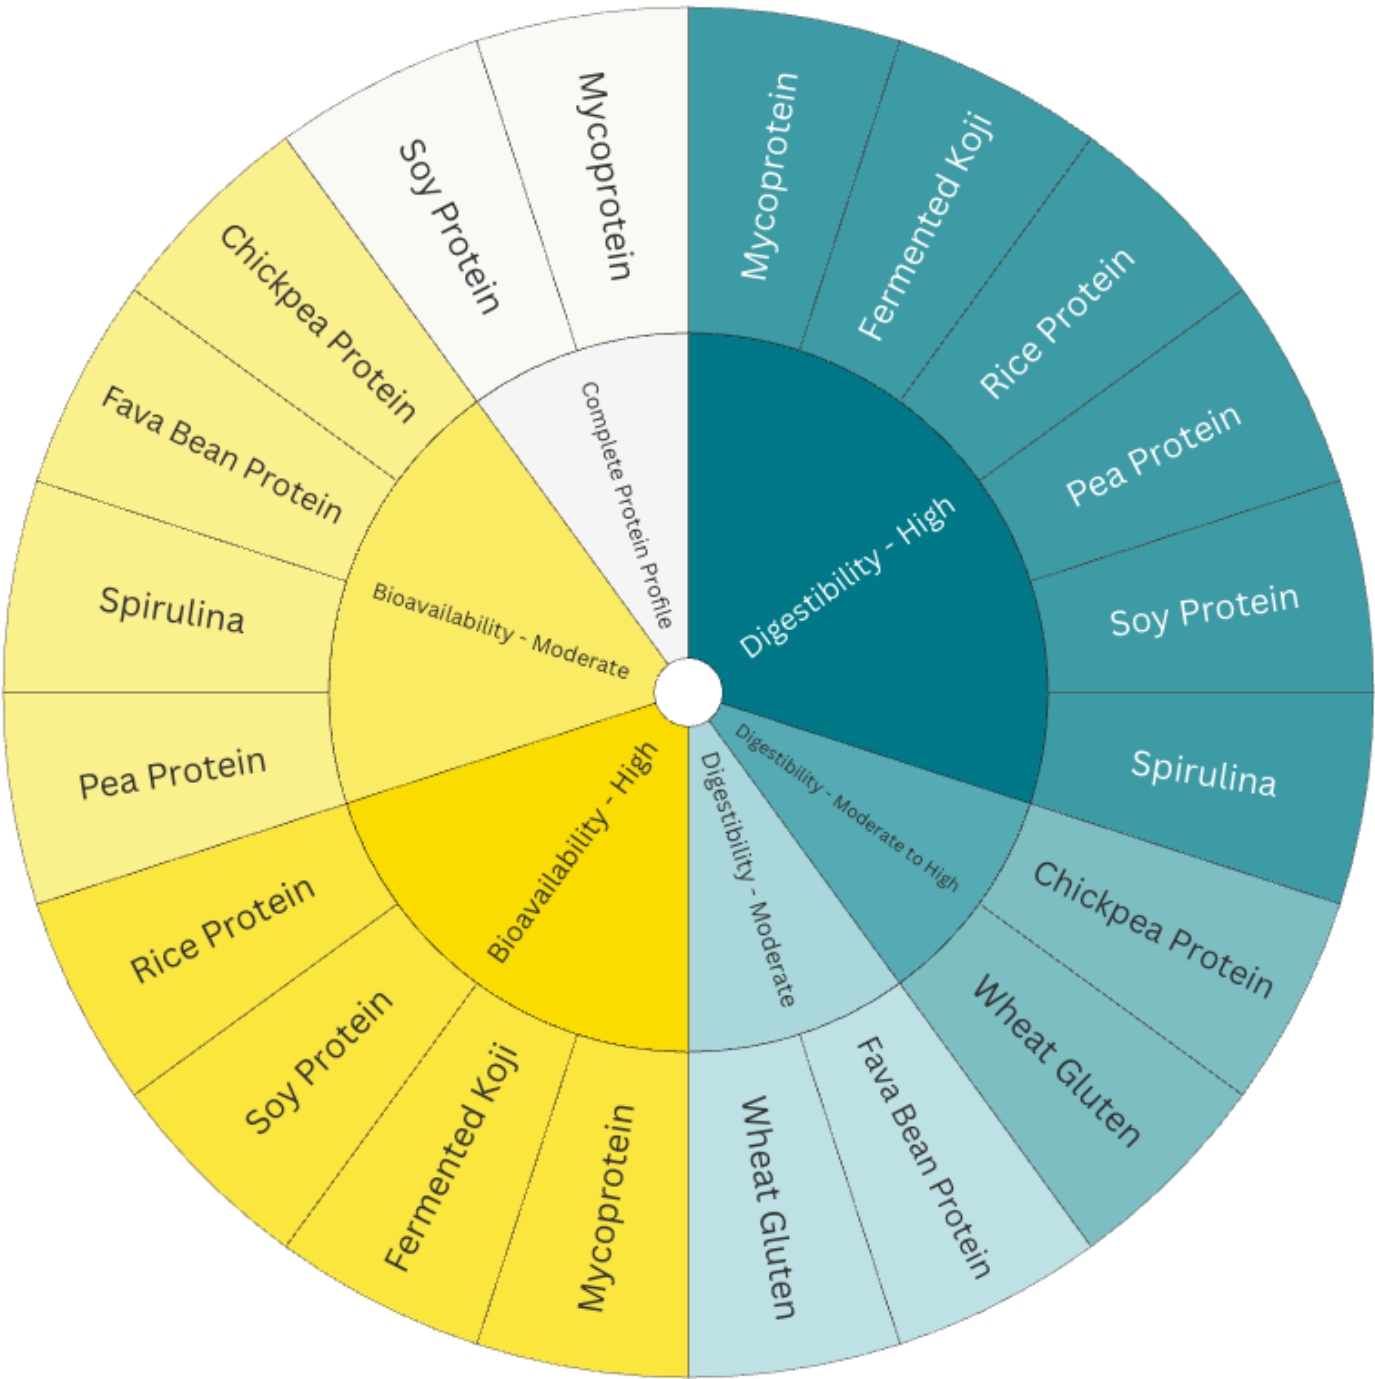 Digestibility - High
Mycoprotein
Fermented Koji
Rice Protein
Pea Protein
Soy Protein
Spirulina
Digestibility - Moderate to High
Chickpea Protein
Wheat Gluten
Digestibility - Moderate
Fava Bean Protein
Wheat Gluten
Bioavailability - High
Mycoprotein
Fermented Koji
Soy Protein
Rice Protein
Bioavailability - Moderate
Pea Protein
Spirulina
Fava Bean Protein
Chickpea Protein
Complete Protein Profile
Soy Protein
Mycoprotein